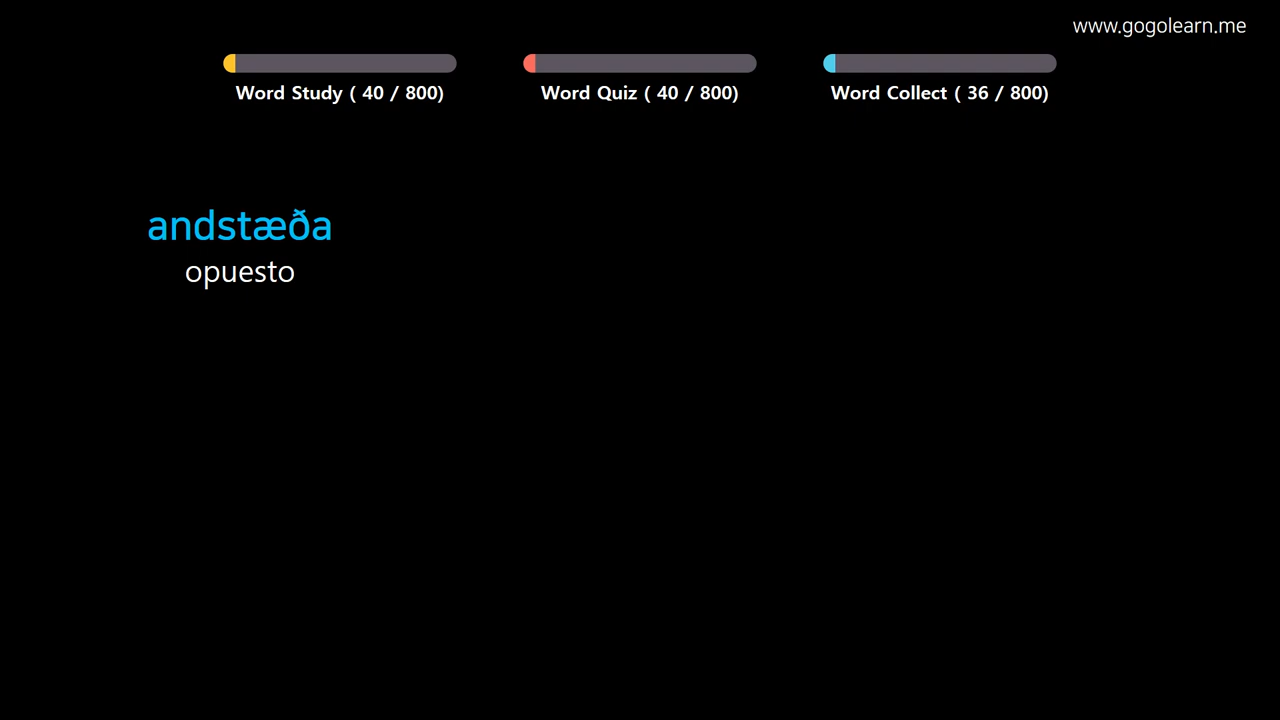 www.gogolearn.me
Word Study ( 40 / 800)
Word Quiz ( 40 / 800)
Word Collect ( 36 / 800)
andstæða
opuesto